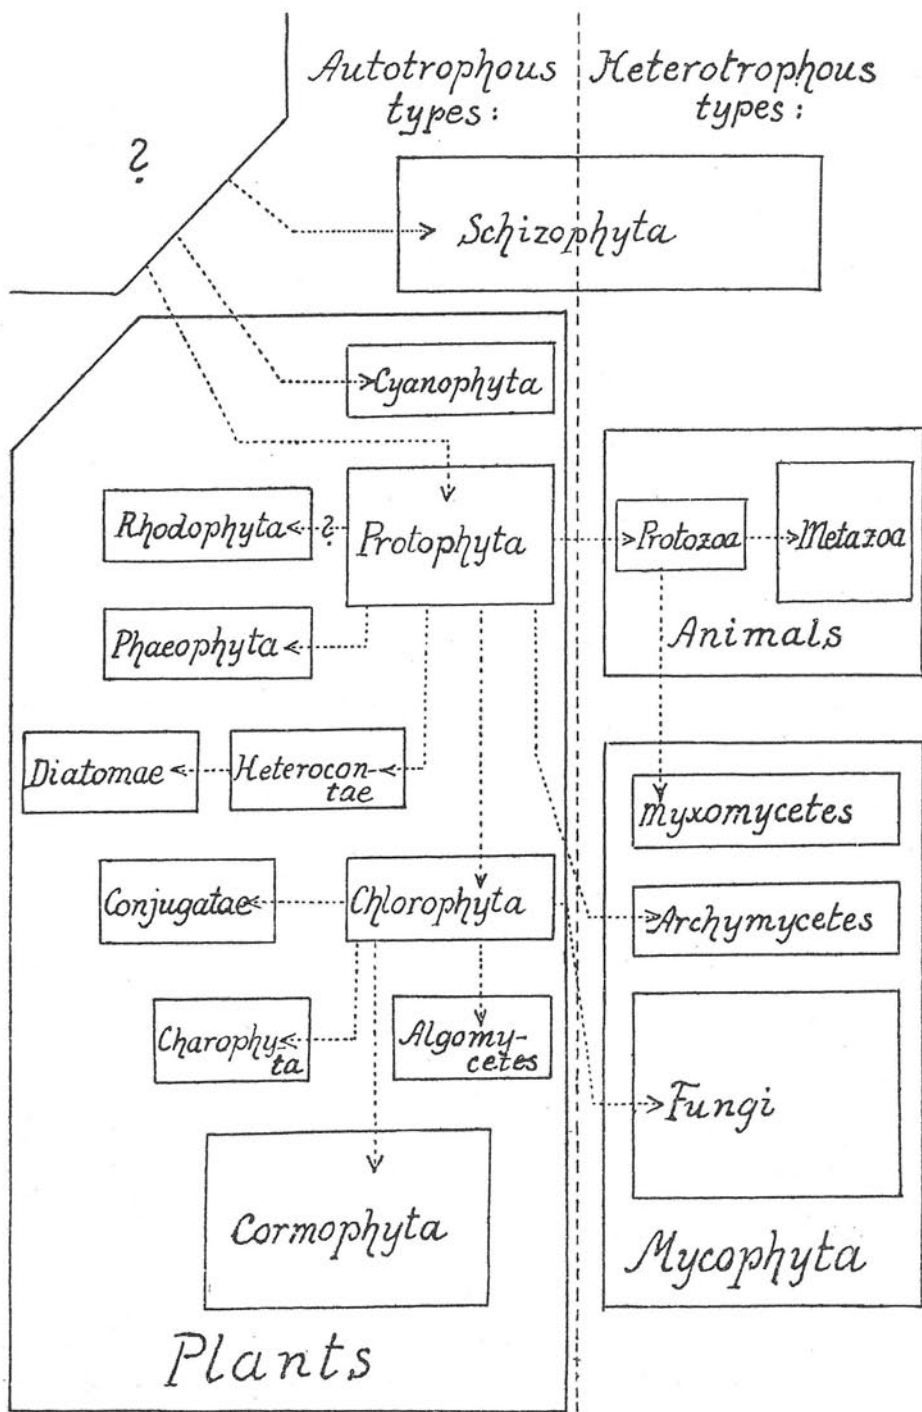 Autotrophous
types:
Heterotrophous
types:
?
Schizophyta
Cyanophyta
Rhodophyta
?
Protophyta
Protozoa
Metazoa
Phaeophyta
Animals
Diatomae
Heterocon-
tae
Myxomycetes
Conjugatae
Chlorophyta
Archymycetes
Charophy-
ta
Algomy-
cetes
Fungi
Cormophyta
Mycophyta
Plants